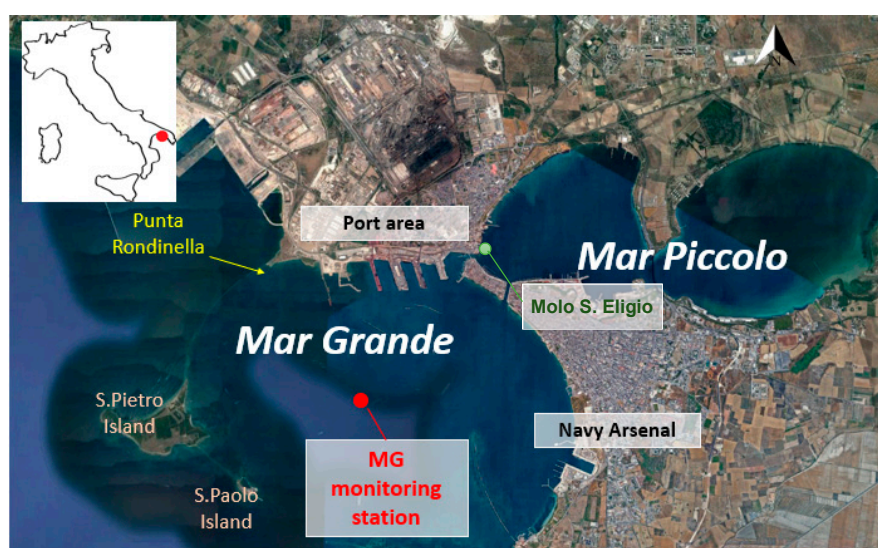 N
Punta
Rondinella
Port area
Mar Piccolo
Molo S. Eligio
Mar Grande
S.Pietro
Island
Navy Arsenal
MG
monitoring
station
S.Paolo
Island